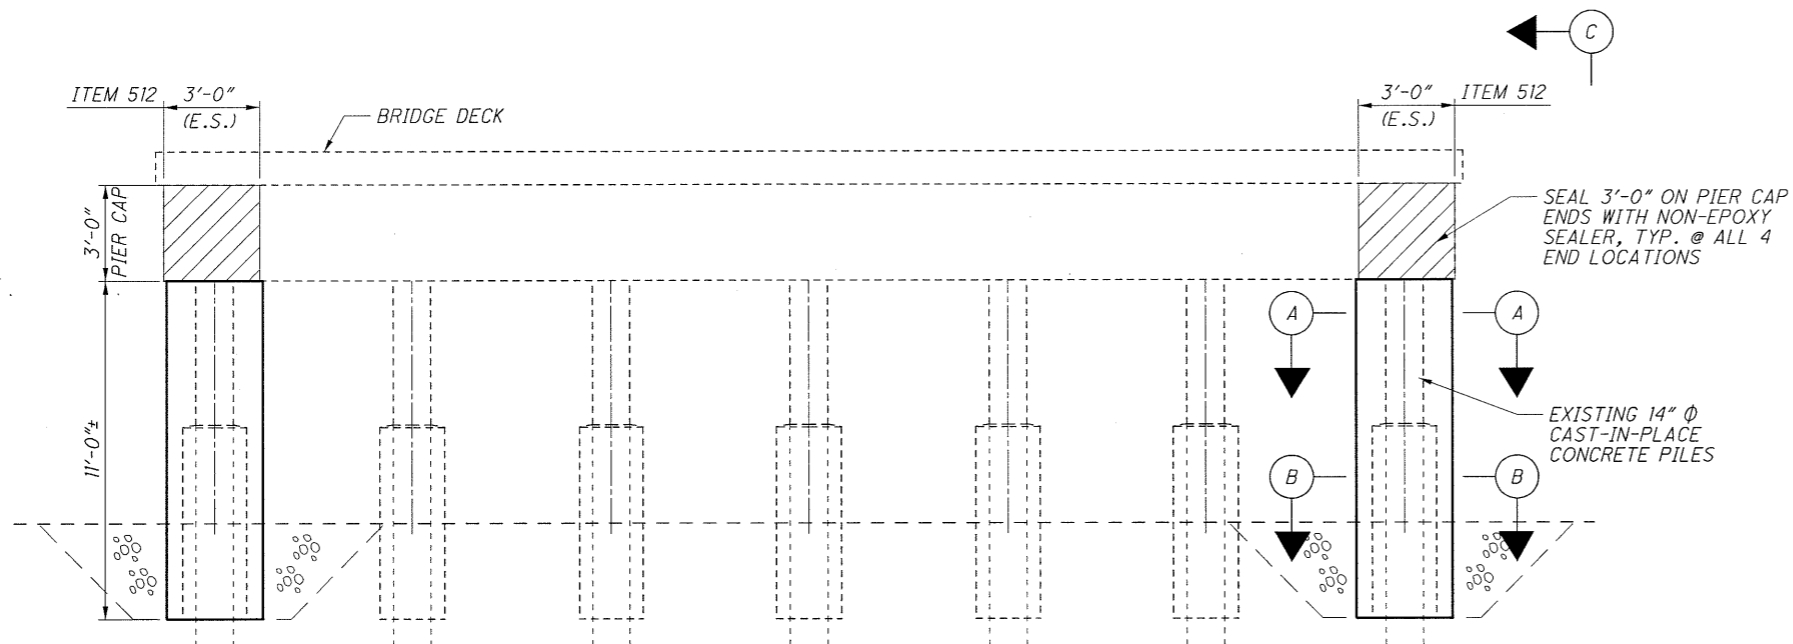 C
ITEM 512
3'-0"
(E.S.)
3'-0"
(E.S.)
ITEM 512
BRIDGE DECK
3'-0"
PIER CAP
SEAL 3'-0" ON PIER CAP
ENDS WITH NON-EPOXY
SEALER, TYP. @ ALL 4
END LOCATIONS
A
A
11'-0"±
EXISTING 14" Φ
CAST-IN-PLACE
CONCRETE PILES
B
B